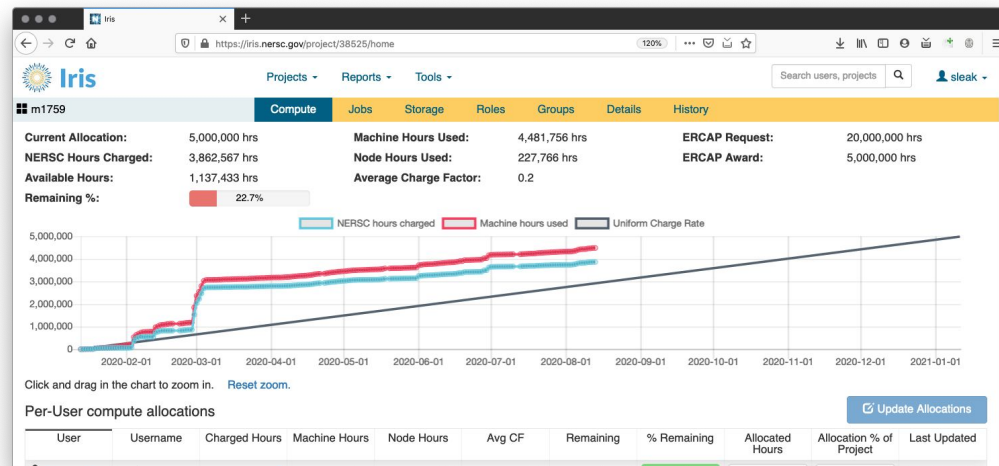 Iris
https://iris.nersc.gov/project/38525/home
120%
Iris
Projects
Reports
Tools
Search users, projects
sleak
m1759
Compute
Jobs
Storage
Roles
Groups
Details
History
Current Allocation: 5,000,000 hrs Machine Hours Used: 4,481,756 hrs ERCAP Request: 20,000,000 hrs
NERSC Hours Charged: 3,862,567 hrs Node Hours Used: 227,766 hrs ERCAP Award: 5,000,000 hrs
Available Hours: 1,137,433 hrs Average Charge Factor: 0.2
Remaining %: 22.7%
NERSC hours charged Machine hours used Uniform Charge Rate
5,000,000
4,000,000
3,000,000
2,000,000
1,000,000
0
2020-02-01 2020-03-01 2020-04-01 2020-05-01 2020-06-01 2020-07-01 2020-08-01 2020-09-01 2020-10-01 2020-11-01 2020-12-01 2021-01-01
Click and drag in the chart to zoom in. Reset zoom.
Per-User compute allocations
Update Allocations
User Username Charged Hours Machine Hours Node Hours Avg CF Remaining % Remaining Allocated Hours Allocation % of Project Last Updated